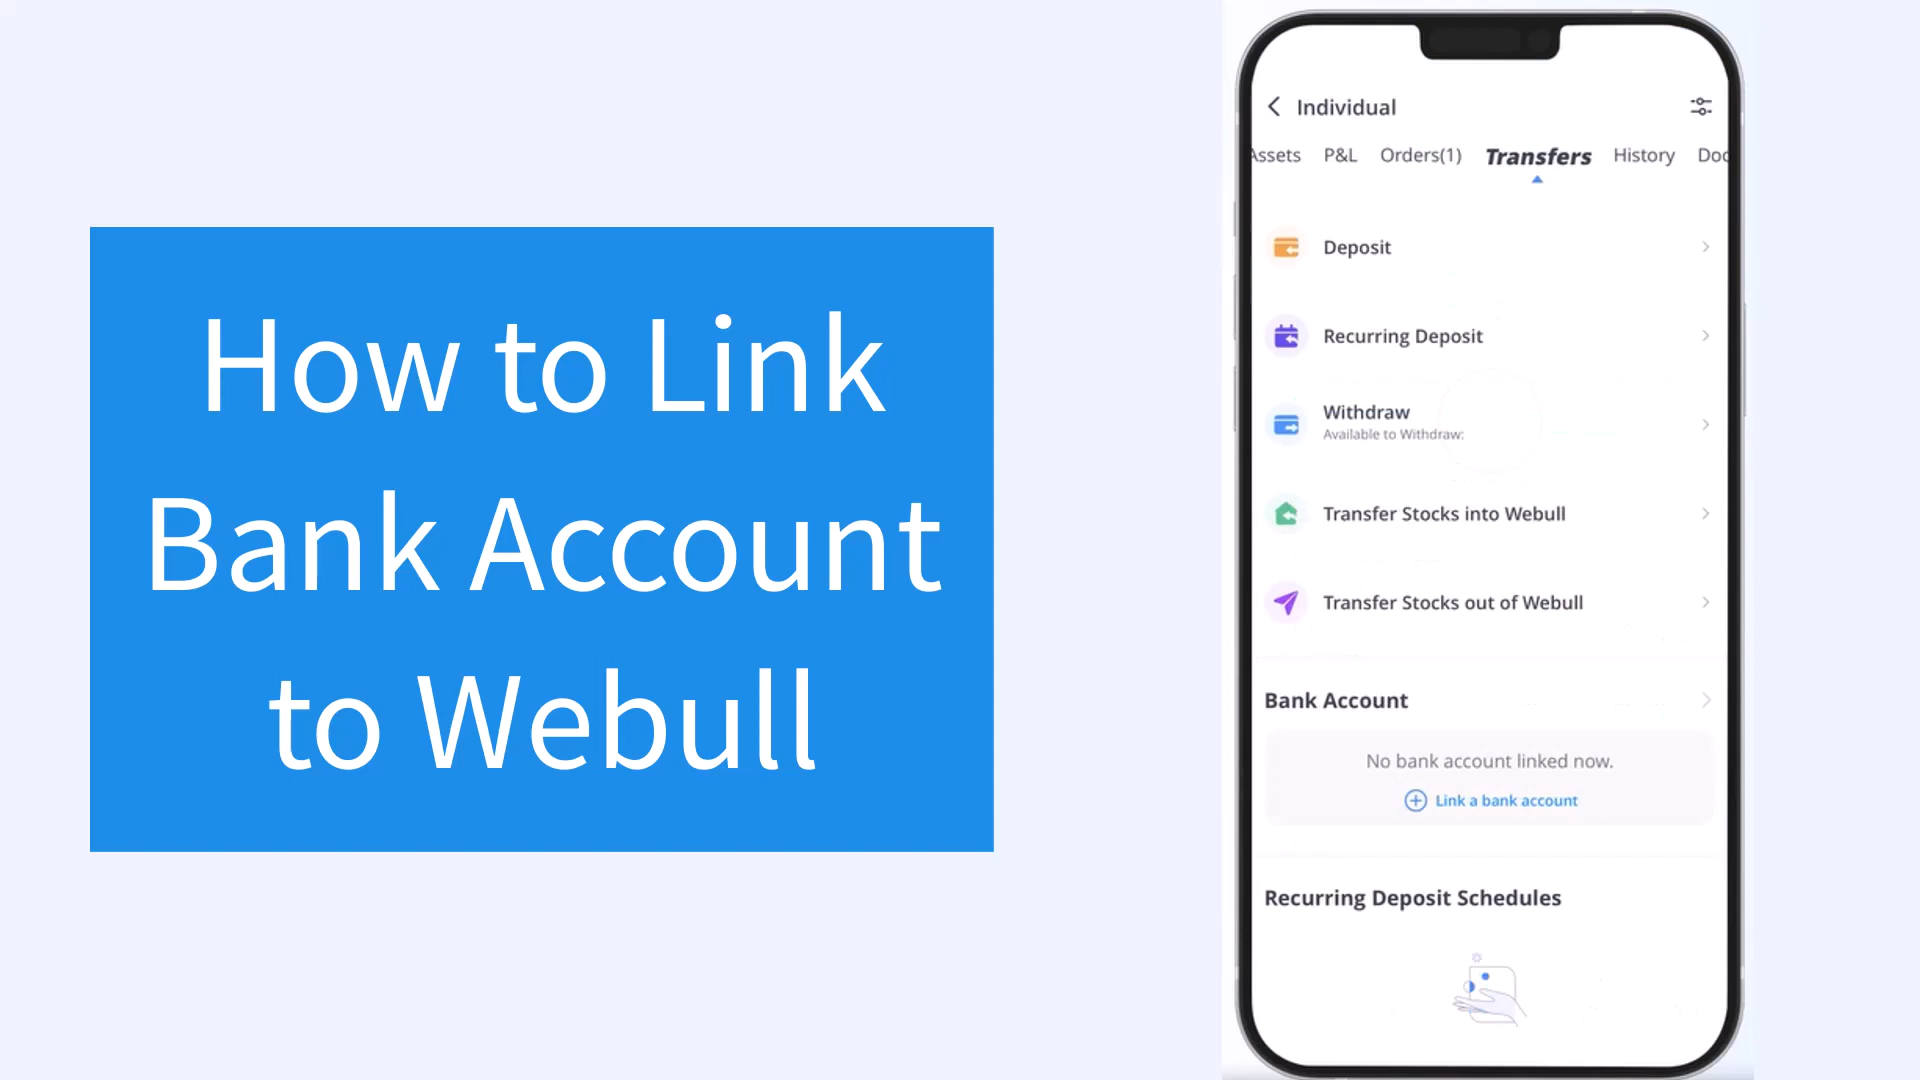 How to Link
Bank Account
to Webull
Individual
Assets P&L Orders(1) Transfers History Doc
Deposit
Recurring Deposit
Withdraw
Available to Withdraw:
Transfer Stocks into Webull
Transfer Stocks out of Webull
Bank Account
No bank account linked now.
Link a bank account
Recurring Deposit Schedules